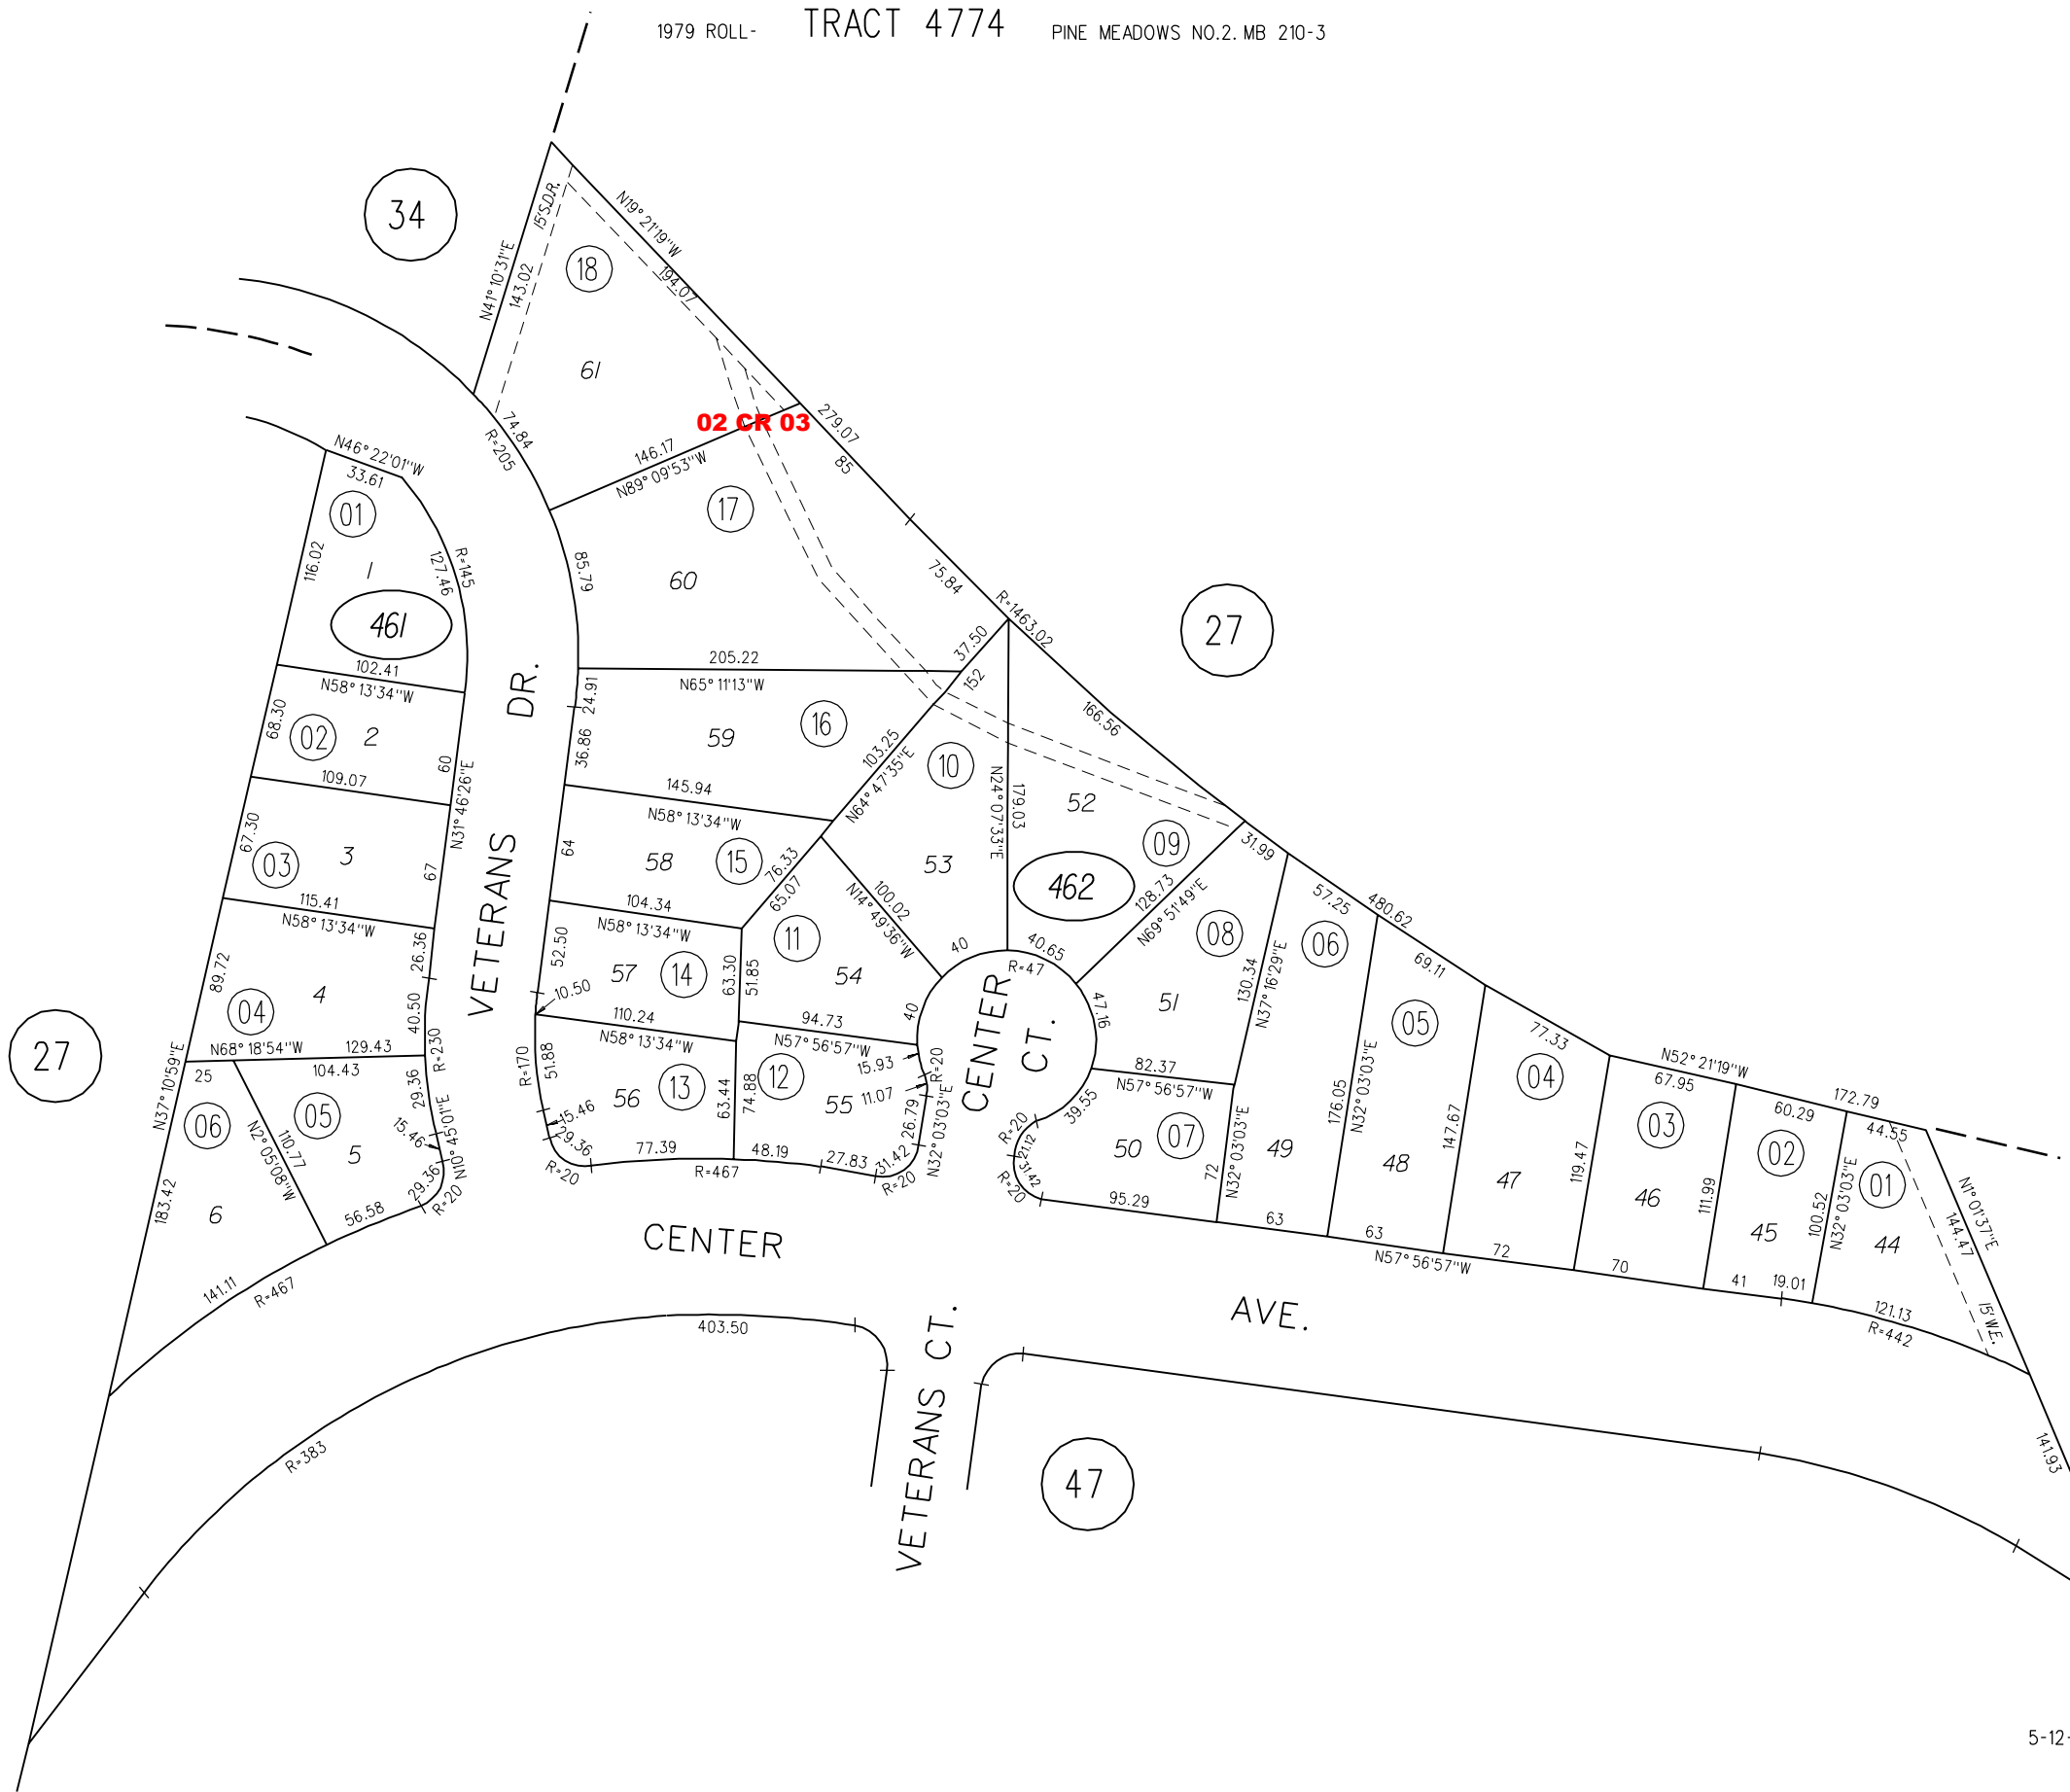 1979 ROLL- TRACT 4774 PINE MEADOWS NO.2. MB 210-3
34
15'S.D.R.
N19° 21'19"W
194.07
N41° 10'31"E
143.02
18
61
02 CR 03
279.07
85
74.84
R=205
146.17
N89° 09'53"W
17
60
85.79
75.84
R=1463.02
27
N46° 22'01"W
33.61
01
116.02
1
127.46
R=145
461
102.41
N58° 13'34"W
68.30
02
2
60
109.07
N31° 46'26"E
67.30
03
3
67
115.41
N58° 13'34"W
26.36
89.72
4
04
40.50
R=230
N68° 18'54"W
129.43
27
N37° 10'59"E
25
104.43
29.36
06
05
5
110.77
N2° 05'08"W
15.46
N10° 45'01"E
29.36
R=20
183.42
6
56.58
141.11
R=467
VETERANS DR.
205.22
N65° 11'13"W
37.50
152
24.91
36.86
59
16
103.25
N64° 47'35"E
145.94
N58° 13'34"W
64
58
15
76.33
65.07
104.34
N58° 13'34"W
52.50
57
14
63.30
51.85
10.50
110.24
N58° 13'34"W
R=170
51.88
56
13
63.44
74.88
15.46
29.36
R=20
77.39
R=467
48.19
27.83
31.42
R=20
10
53
N24° 07'33"E
179.03
166.56
52
09
462
31.99
128.73
N69° 51'49"E
100.02
N14° 49'36"W
11
54
40
40
40.65
R=47
94.73
N57° 56'57"W
12
55
15.93
R=20
11.07
26.79
N32° 03'03"E
CENTER CT.
47.16
39.55
R=20
21.12
31.42
R=20
08
51
130.34
N37° 16'29"E
82.37
N57° 56'57"W
50
07
72
N32° 03'03"E
95.29
57.25
480.62
06
49
63
176.05
N32° 03'03"E
69.11
05
48
63
147.67
N57° 56'57"W
77.33
04
47
72
119.47
N52° 21'19"W
67.95
03
46
70
111.99
172.79
60.29
02
45
41
19.01
100.52
N32° 03'03"E
44.55
01
44
N1° 01'37"E
144.47
15'W.E.
121.13
R=442
141.93
CENTER AVE.
403.50
R=383
VETERANS CT.
47
5-12-